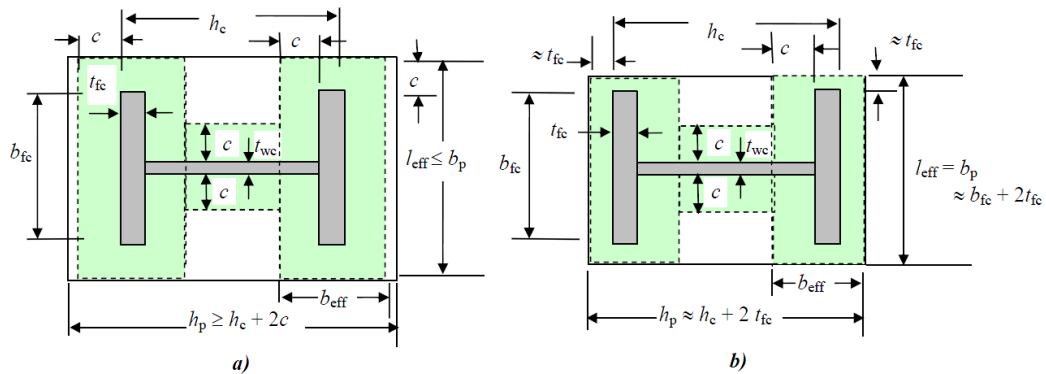 h_c
c
c
t_fc
c
b_fc
c
t_wc
l_eff ≤ b_p
c
b_eff
h_p ≥ h_c + 2c
a)
h_c
≈ t_fc
c
≈ t_fc
t_fc
b_fc
c
t_wc
l_eff = b_p
≈ b_fc + 2t_fc
c
b_eff
h_p ≈ h_c + 2 t_fc
b)